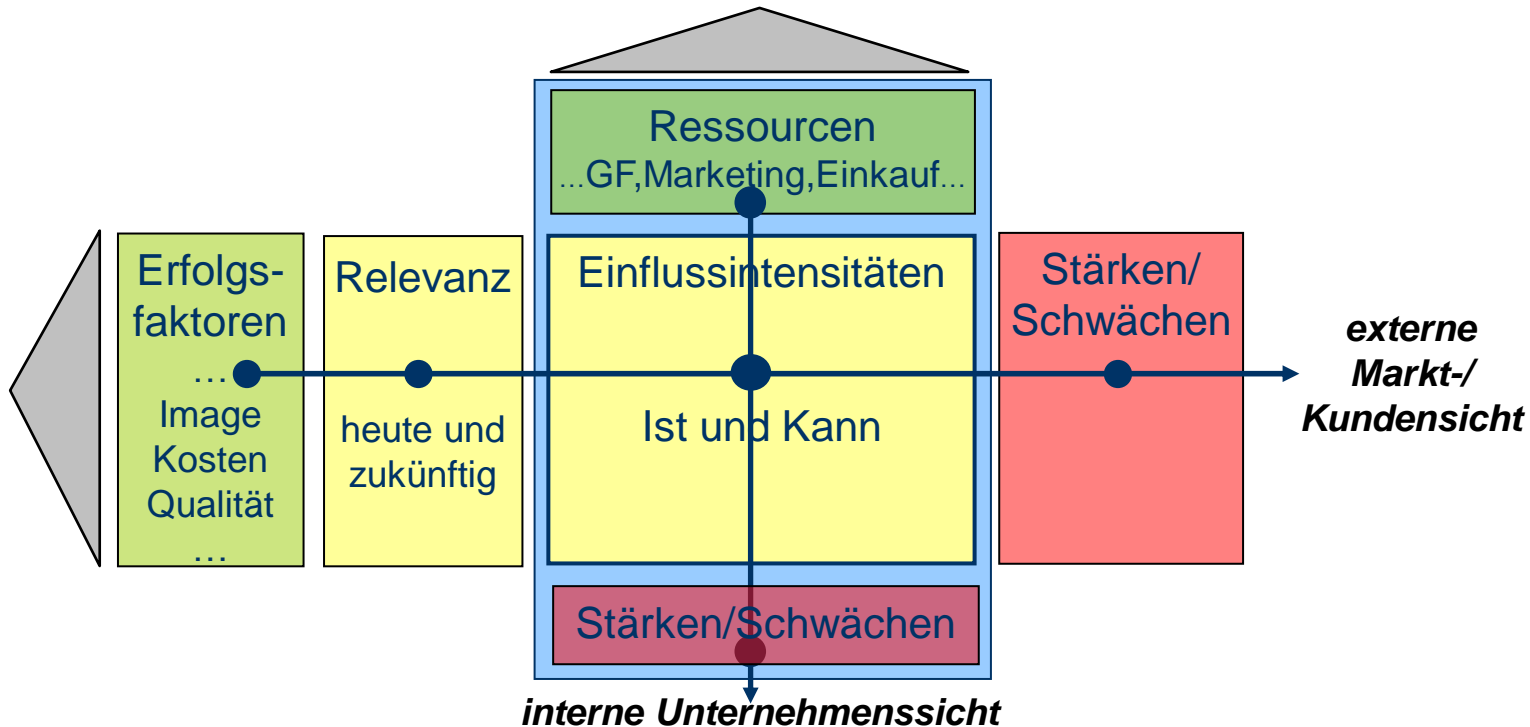 Ressourcen
...GF,Marketing,Einkauf...
Erfolgs-
faktoren
...
Image
Kosten
Qualität
...
Relevanz
heute und
zukünftig
Einflussintensitäten
Ist und Kann
Stärken/
Schwächen
externe
Markt-/
Kundensicht
Stärken/Schwächen
interne Unternehmenssicht